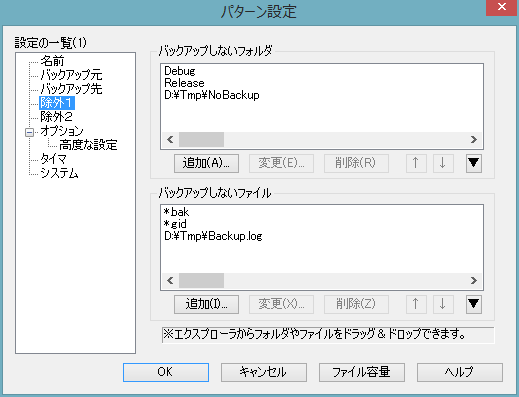 パターン設定
設定の一覧(1)
名前
バックアップ元
バックアップ先
除外1
除外2
オプション
高度な設定
タイマ
システム
バックアップしないフォルダ
Debug
Release
D:¥Tmp¥NoBackup
追加(A)...
変更(E)...
削除(R)
↑
↓
▼
バックアップしないファイル
*.bak
*.gid
D:¥Tmp¥Backup.log
追加(I)...
変更(X)...
削除(Z)
↑
↓
▼
※エクスプローラからフォルダやファイルをドラッグ & ドロップできます。
OK
キャンセル
ファイル容量
ヘルプ